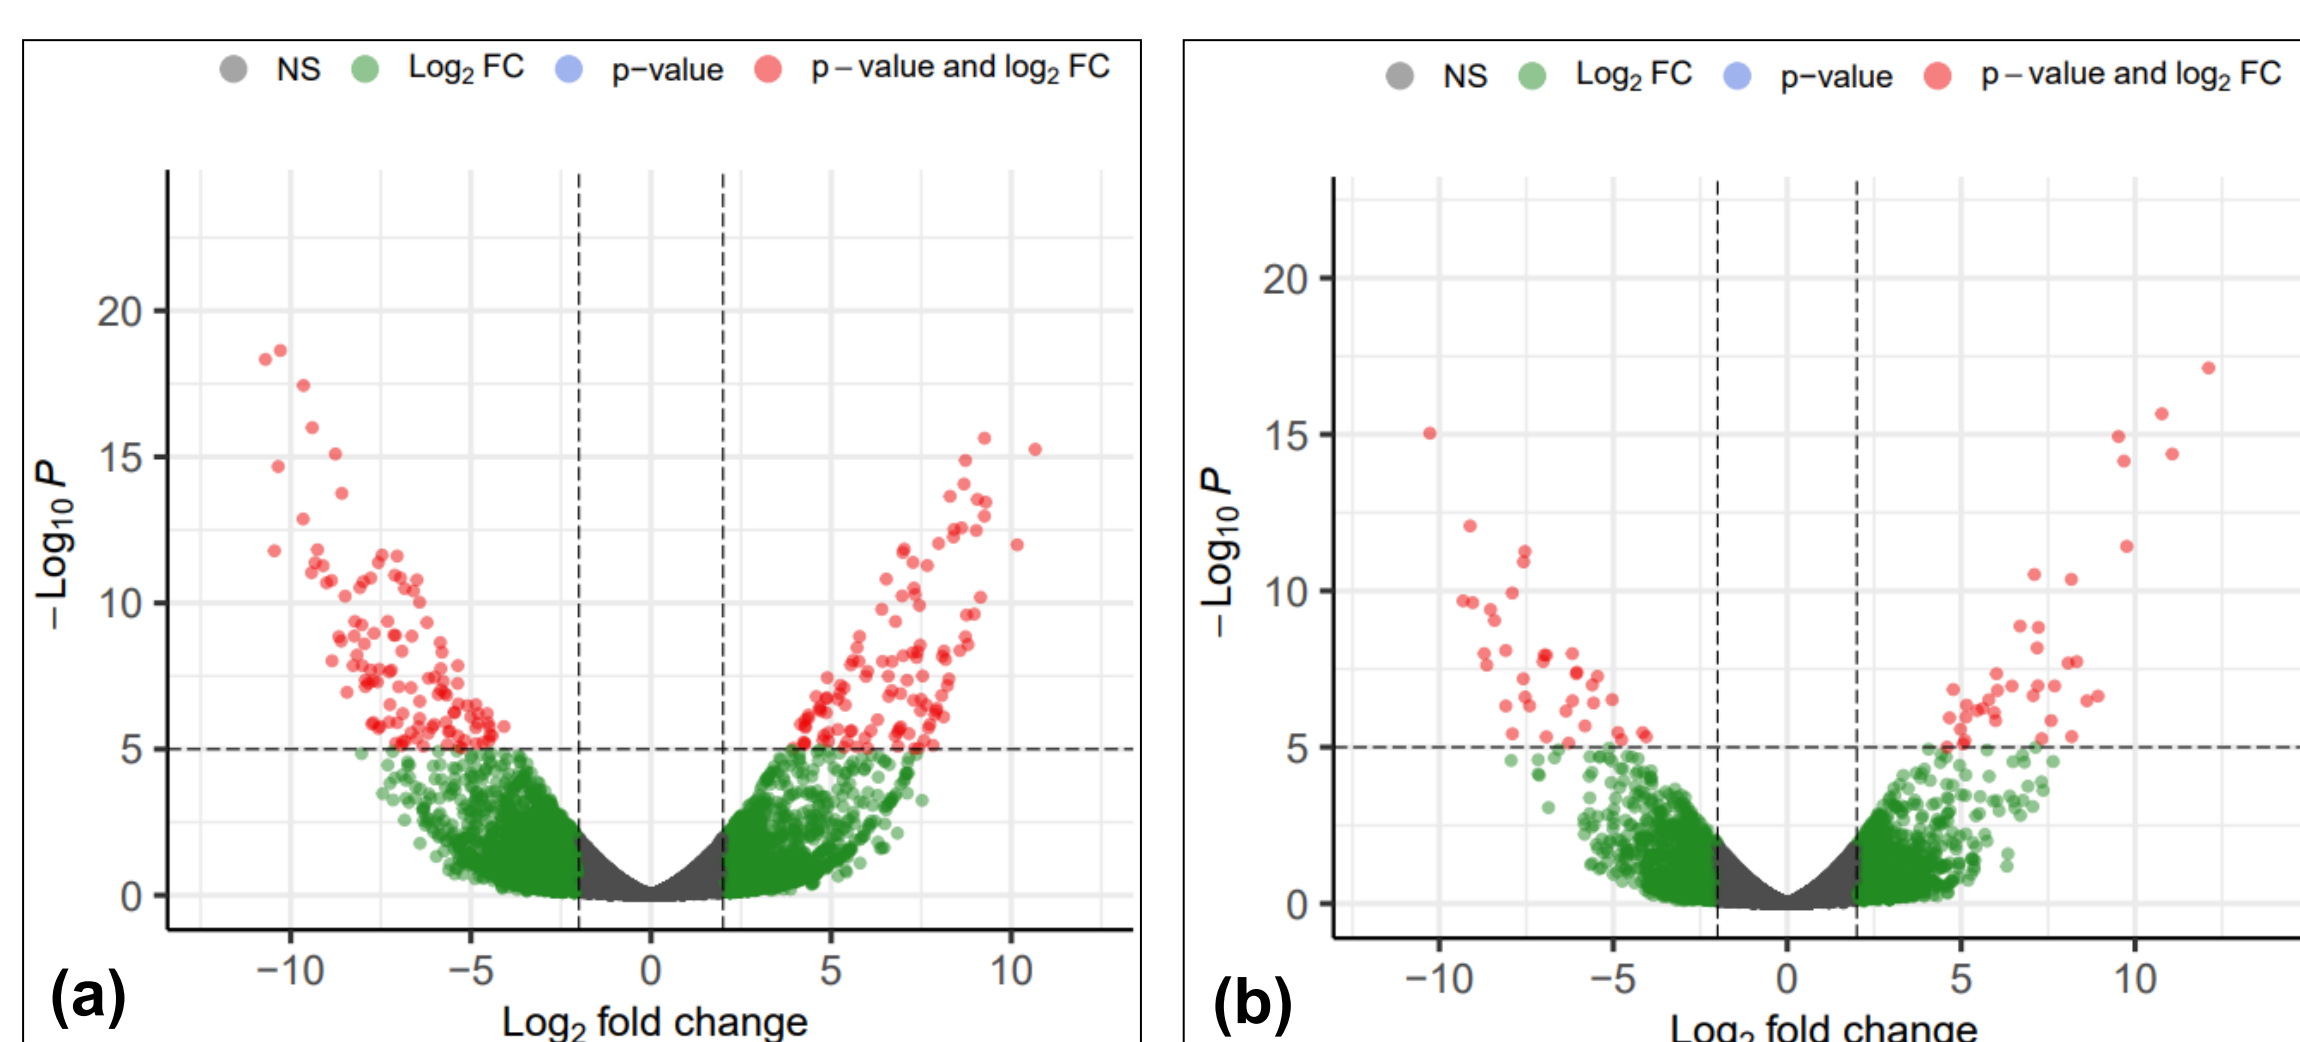 NS Log₂ FC p−value p−value and log₂ FC
20
15
10
5
0
−Log₁₀ P
−10 −5 0 5 10
Log₂ fold change
(a)
NS Log₂ FC p−value p−value and log₂ FC
20
15
10
5
0
−Log₁₀ P
−10 −5 0 5 10
Log₂ fold change
(b)